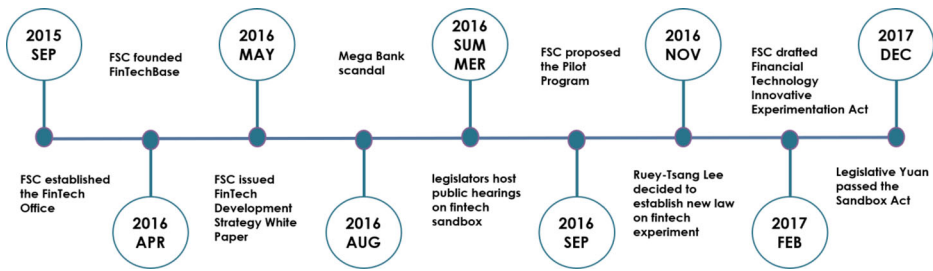 2015
SEP
FSC established
the FinTech
Office
FSC founded
FinTechBase
2016
APR
2016
MAY
FSC issued
FinTech
Development
Strategy White
Paper
Mega Bank
scandal
2016
AUG
2016
SUM
MER
legislators host
public hearings
on fintech
sandbox
FSC proposed
the Pilot
Program
2016
SEP
2016
NOV
Ruey-Tsang Lee
decided to
establish new law
on fintech
experiment
FSC drafted
Financial
Technology
Innovative
Experimentation Act
2017
FEB
2017
DEC
Legislative Yuan
passed the
Sandbox Act